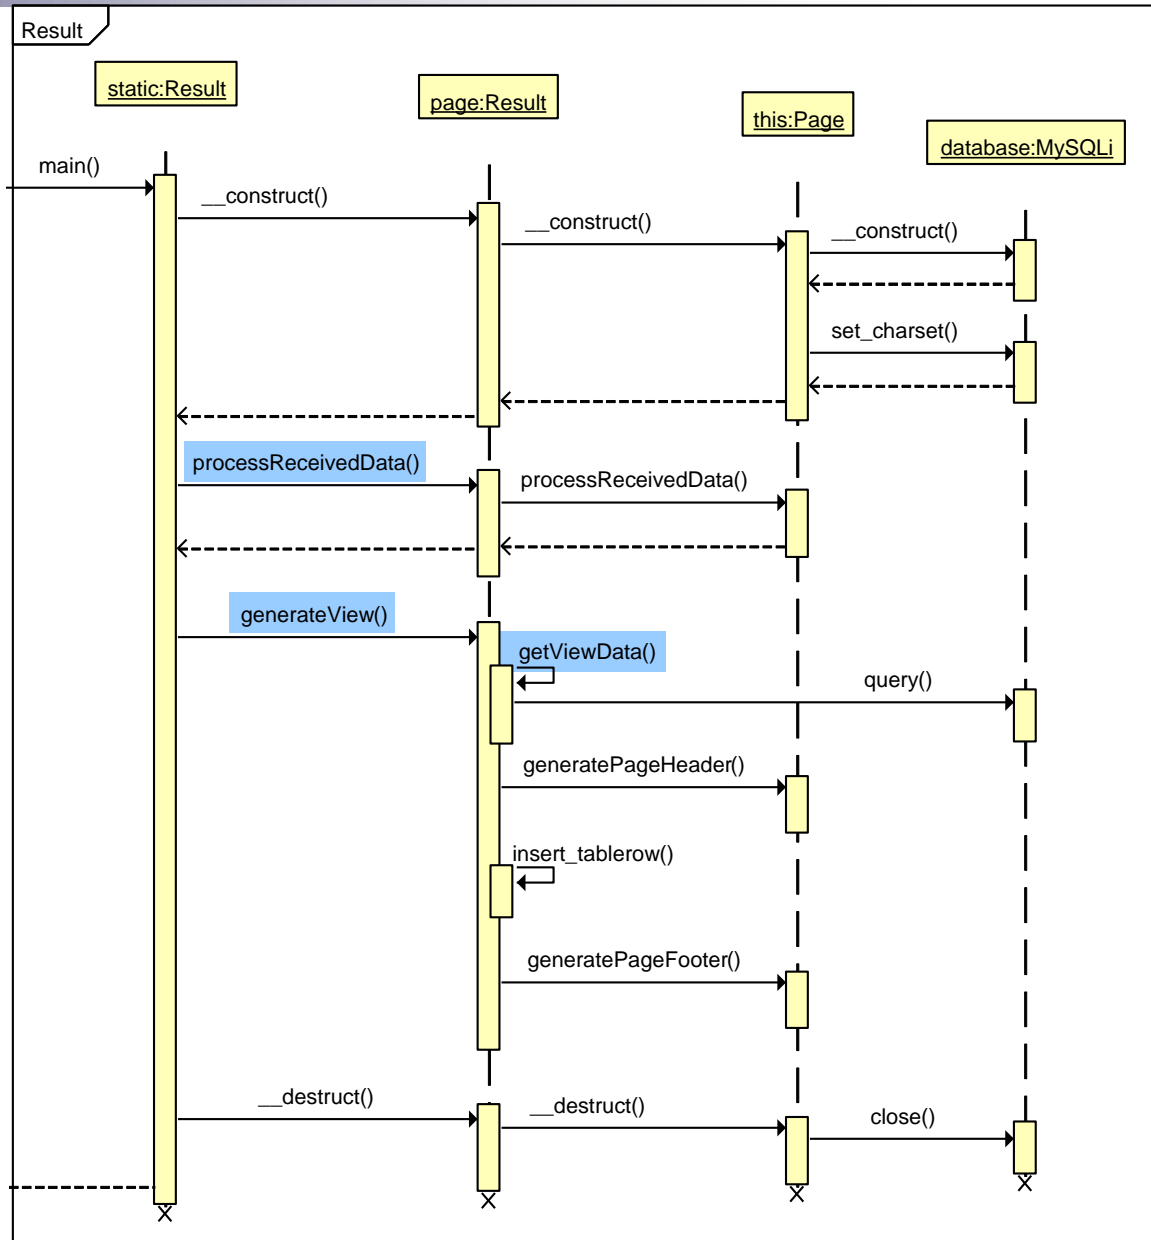 Result
static:Result
page:Result
this:Page
database:MySQLi
main()
__construct()
__construct()
__construct()
set_charset()
processReceivedData()
processReceivedData()
generateView()
getViewData()
query()
generatePageHeader()
insert_tablerow()
generatePageFooter()
__destruct()
__destruct()
close()